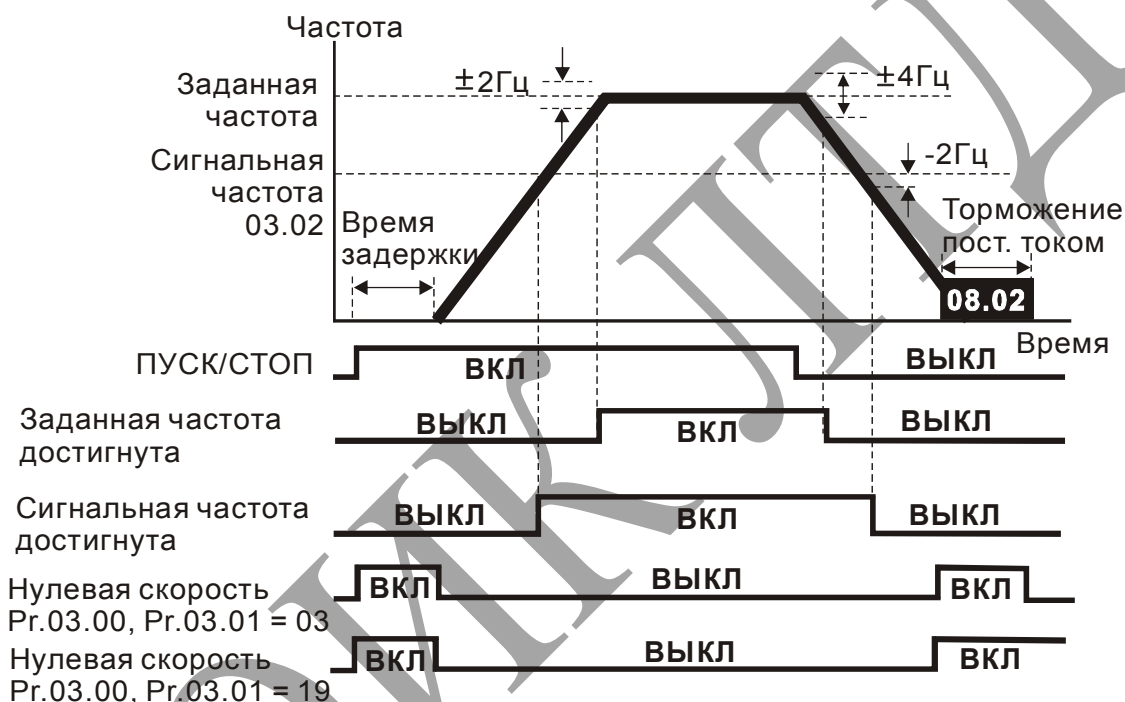 Частота
Заданная
частота
±2Гц
±4Гц
Сигнальная
частота
03.02
-2Гц
Время
задержки
Торможение
пост. током
08.02
Время
ПУСК/СТОП
ВКЛ
ВЫКЛ
Заданная частота
достигнута
ВЫКЛ
ВКЛ
ВЫКЛ
Сигнальная частота
достигнута
ВЫКЛ
ВКЛ
ВЫКЛ
Нулевая скорость
Pr.03.00, Pr.03.01 = 03
ВКЛ
ВЫКЛ
ВКЛ
Нулевая скорость
Pr.03.00, Pr.03.01 = 19
ВКЛ
ВЫКЛ
ВКЛ
ИК ЛТД